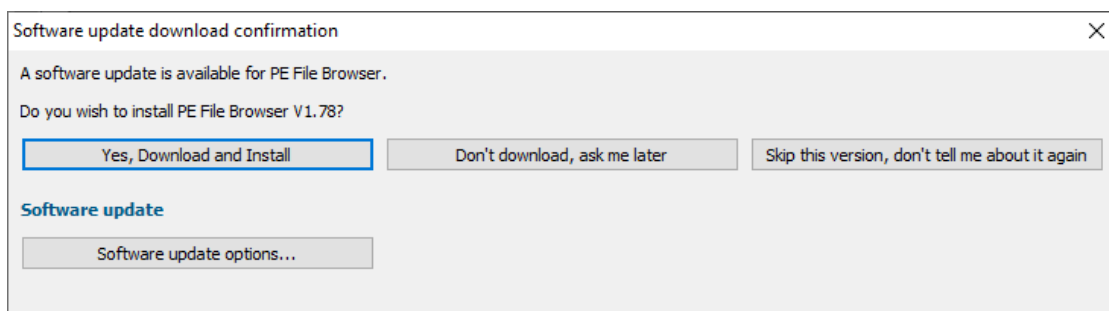 Software update download confirmation
A software update is available for PE File Browser.
Do you wish to install PE File Browser V1.78?
Yes, Download and Install
Don't download, ask me later
Skip this version, don't tell me about it again
Software update
Software update options...